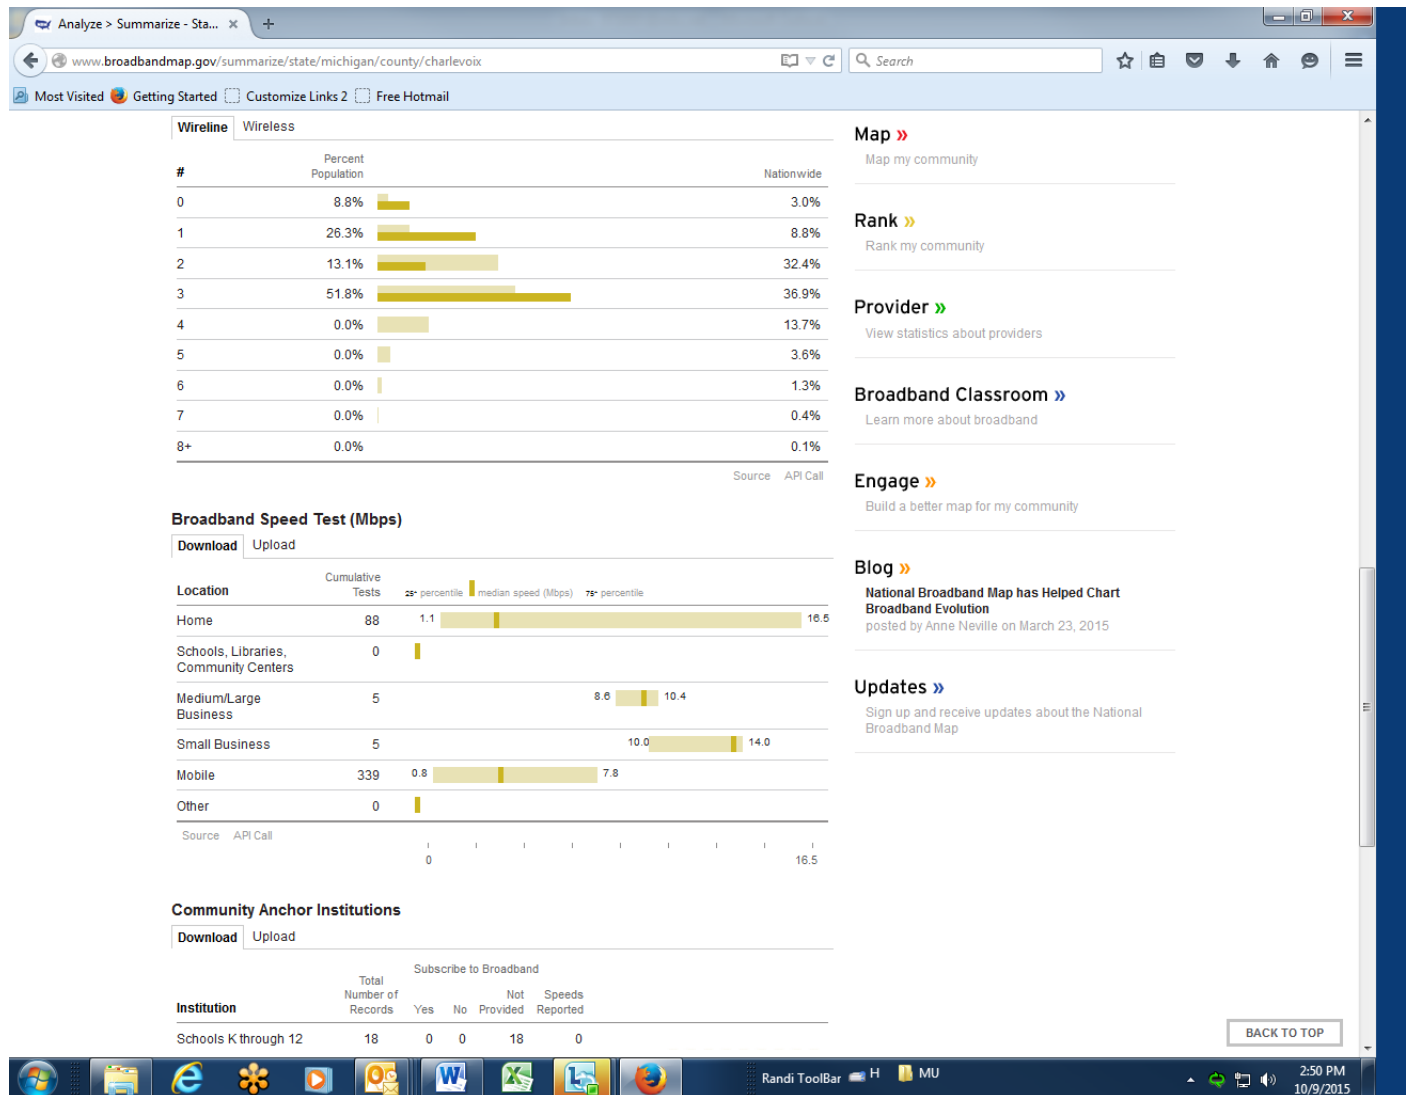 Analyze > Summarize - Sta... × +
www.broadbandmap.gov/summarize/state/michigan/county/charlevoix
Search
Most Visited Getting Started Customize Links 2 Free Hotmail
Wireline Wireless
# Percent Population Nationwide
0 8.8% 3.0%
1 26.3% 8.8%
2 13.1% 32.4%
3 51.8% 36.9%
4 0.0% 13.7%
5 0.0% 3.6%
6 0.0% 1.3%
7 0.0% 0.4%
8+ 0.0% 0.1%
Source API Call
Broadband Speed Test (Mbps)
Download Upload
Location Cumulative Tests 25th percentile median speed (Mbps) 75th percentile
Home 88 1.1 16.5
Schools, Libraries, 0
Community Centers
Medium/Large 5 8.6 10.4
Business
Small Business 5 10.0 14.0
Mobile 339 0.8 7.8
Other 0
Source API Call
0 16.5
Community Anchor Institutions
Download Upload
Subscribe to Broadband
Institution Total Number of Records Yes No Not Provided Speeds Reported
Schools K through 12 18 0 0 18 0
Map »
Map my community
Rank »
Rank my community
Provider »
View statistics about providers
Broadband Classroom »
Learn more about broadband
Engage »
Build a better map for my community
Blog »
National Broadband Map has Helped Chart
Broadband Evolution
posted by Anne Neville on March 23, 2015
Updates »
Sign up and receive updates about the National
Broadband Map
BACK TO TOP
Randi ToolBar H MU
2:50 PM
10/9/2015